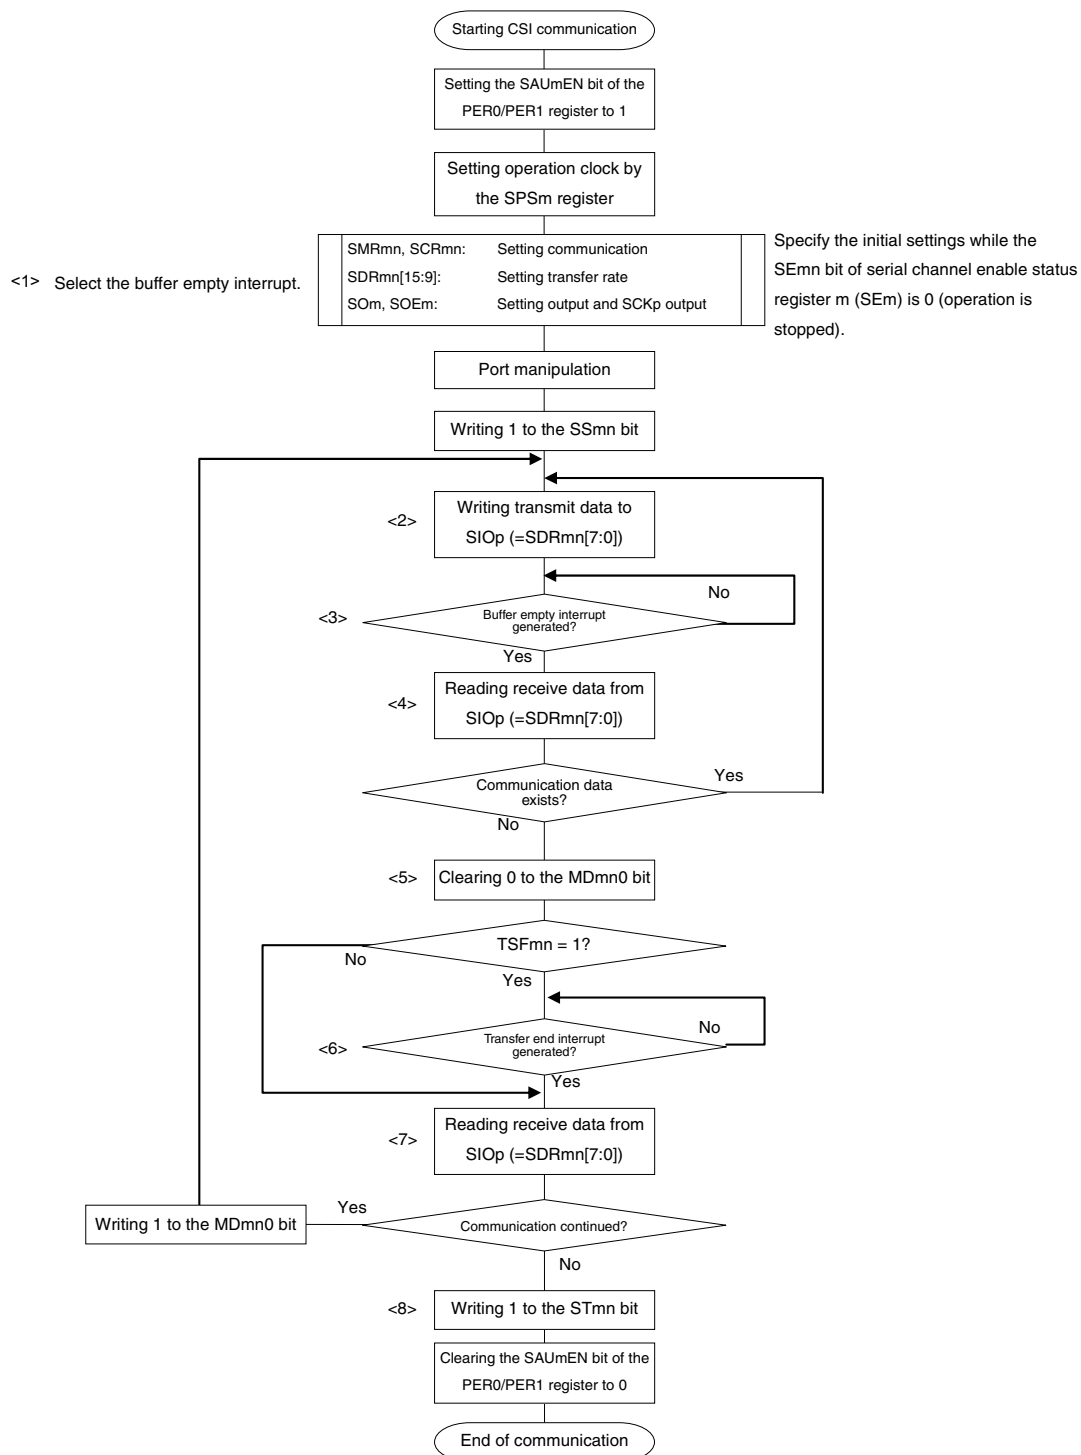 Starting CSI communication
Setting the SAUmEN bit of the
PER0/PER1 register to 1
Setting operation clock by
the SPSm register
<1> Select the buffer empty interrupt.
SMRmn, SCRmn: Setting communication
SDRmn[15:9]: Setting transfer rate
SOm, SOEm: Setting output and SCKp output
Specify the initial settings while the
SEmn bit of serial channel enable status
register m (SEm) is 0 (operation is
stopped).
Port manipulation
Writing 1 to the SSmn bit
<2>
Writing transmit data to
SIOp (=SDRmn[7:0])
No
<3>
Buffer empty interrupt
generated?
Yes
<4>
Reading receive data from
SIOp (=SDRmn[7:0])
Yes
Communication data
exists?
No
<5>
Clearing 0 to the MDmn0 bit
TSFmn = 1?
No
Yes
No
<6>
Transfer end interrupt
generated?
Yes
<7>
Reading receive data from
SIOp (=SDRmn[7:0])
Yes
Writing 1 to the MDmn0 bit
Communication continued?
No
<8>
Writing 1 to the STmn bit
Clearing the SAUmEN bit of the
PER0/PER1 register to 0
End of communication